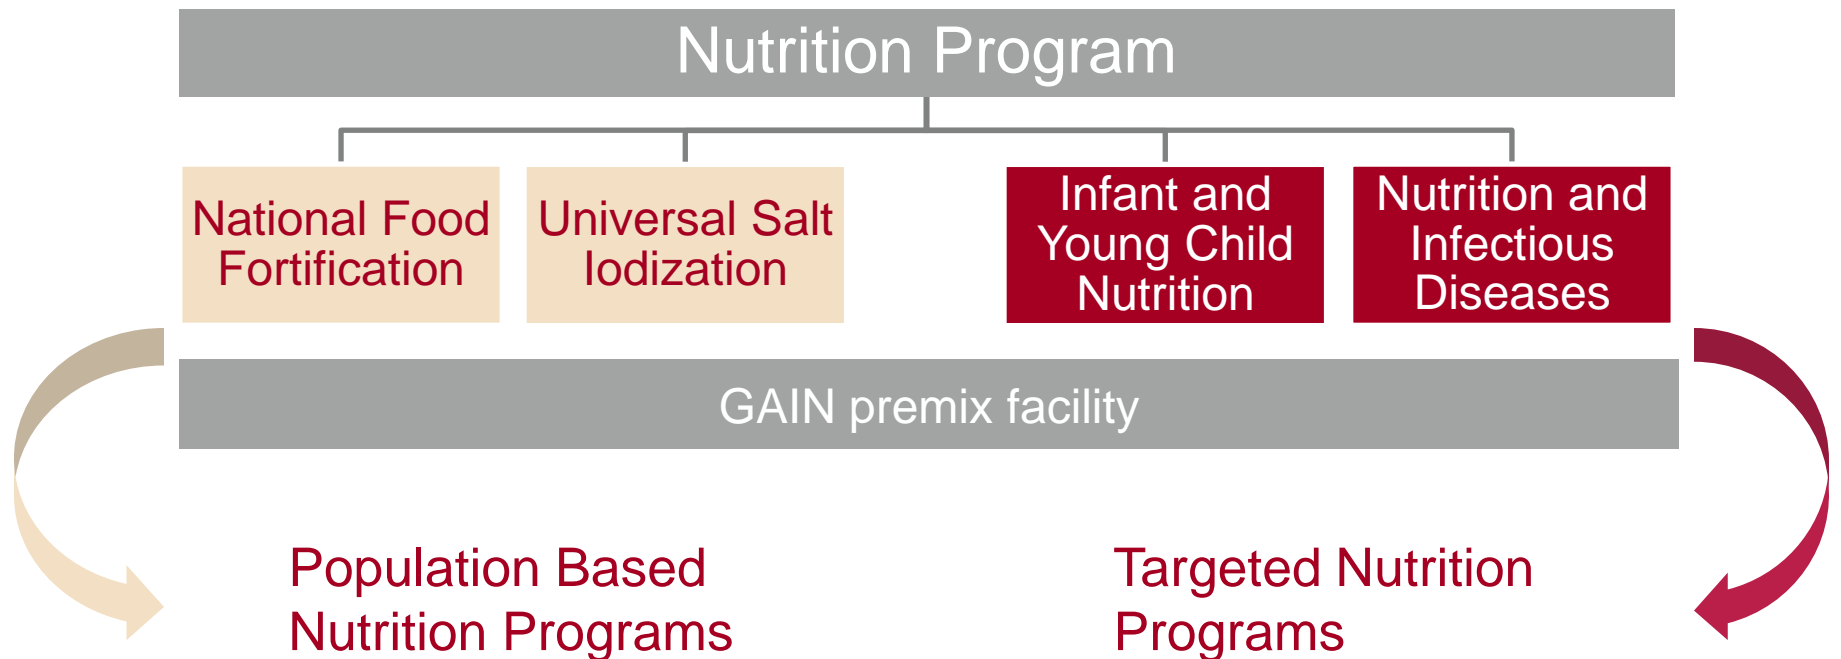 Nutrition Program
National Food
Fortification
Universal Salt
Iodization
Infant and
Young Child
Nutrition
Nutrition and
Infectious
Diseases
GAIN premix facility
Population Based
Nutrition Programs
Targeted Nutrition
Programs